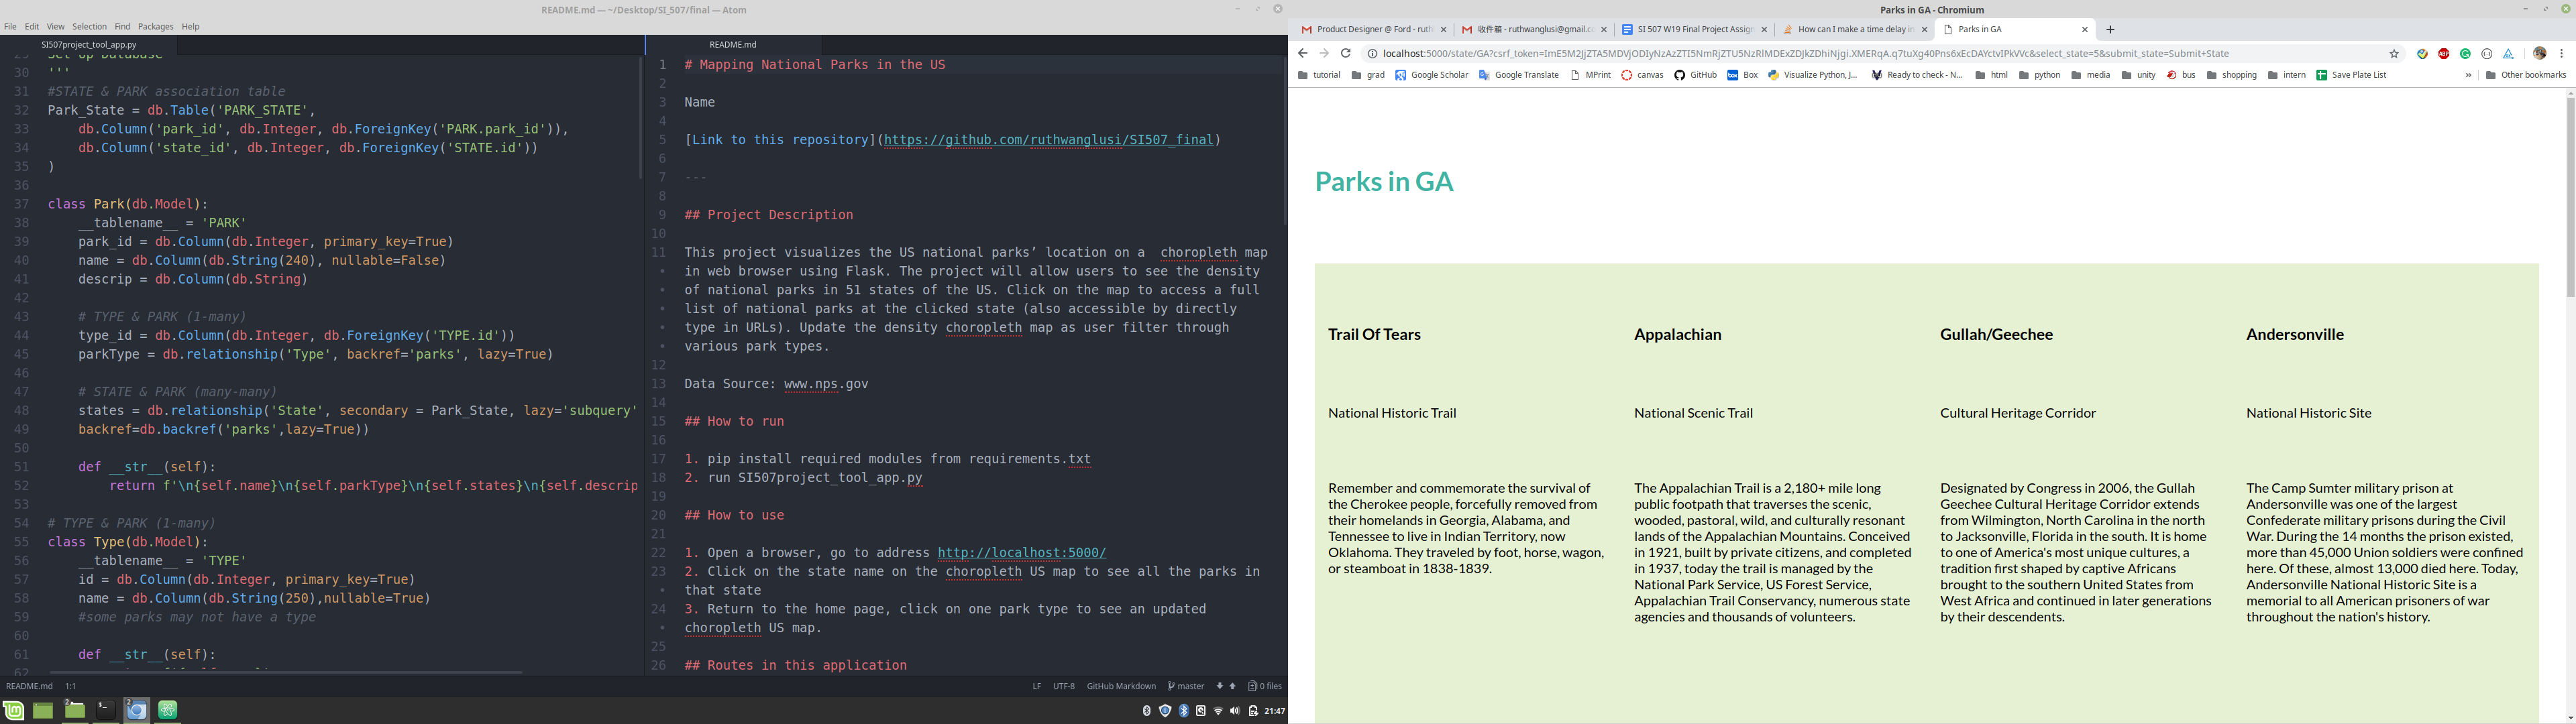 README.md — ~/Desktop/SI_507/final — Atom
File Edit View Selection Find Packages Help
SI507project_tool_app.py
30 '''
31 #STATE & PARK association table
32 Park_State = db.Table('PARK_STATE',
33 db.Column('park_id', db.Integer, db.ForeignKey('PARK.park_id')),
34 db.Column('state_id', db.Integer, db.ForeignKey('STATE.id'))
35 )
36
37 class Park(db.Model):
38 __tablename__ = 'PARK'
39 park_id = db.Column(db.Integer, primary_key=True)
40 name = db.Column(db.String(240), nullable=False)
41 descrip = db.Column(db.String)
42
43 # TYPE & PARK (1-many)
44 type_id = db.Column(db.Integer, db.ForeignKey('TYPE.id'))
45 parkType = db.relationship('Type', backref='parks', lazy=True)
46
47 # STATE & PARK (many-many)
48 states = db.relationship('State', secondary = Park_State, lazy='subquery'
49 backref=db.backref('parks',lazy=True))
50
51 def __str__(self):
52 return f'\n{self.name}\n{self.parkType}\n{self.states}\n{self.descrip
53
54 # TYPE & PARK (1-many)
55 class Type(db.Model):
56 __tablename__ = 'TYPE'
57 id = db.Column(db.Integer, primary_key=True)
58 name = db.Column(db.String(250),nullable=True)
59 #some parks may not have a type
60
61 def __str__(self):
62
README.md
1 # Mapping National Parks in the US
2
3 Name
4
5 [Link to this repository](https://github.com/ruthwanglusi/SI507_final)
6
7 ---
8
9 ## Project Description
10
11 This project visualizes the US national parks’ location on a choropleth map
in web browser using Flask. The project will allow users to see the density
of national parks in 51 states of the US. Click on the map to access a full
list of national parks at the clicked state (also accessible by directly
type in URLs). Update the density choropleth map as user filter through
various park types.
12
13 Data Source: www.nps.gov
14
15 ## How to run
16
17 1. pip install required modules from requirements.txt
18 2. run SI507project_tool_app.py
19
20 ## How to use
21
22 1. Open a browser, go to address http://localhost:5000/
23 2. Click on the state name on the choropleth US map to see all the parks in
that state
24 3. Return to the home page, click on one park type to see an updated
choropleth US map.
25
26 ## Routes in this application
README.md 1:1 LF UTF-8 GitHub Markdown master 0 files
21:47
Parks in GA - Chromium
Product Designer @ Ford - ruth
收件箱 - ruthwanglusi@gmail.c
SI 507 W19 Final Project Assign
How can I make a time delay in
Parks in GA
localhost:5000/state/GA?csrf_token=ImE5M2JjZTA5MDVjODIyNzAzZTI5NmRjZTU5NzRlMDExZDJkZDhiNjgi.XMERqA.q7tuXg40Pns6xEcDAYctvIPkVVc&select_state=5&submit_state=Submit+State
tutorial grad Google Scholar Google Translate MPrint canvas GitHub Box Visualize Python, J... Ready to check - N... html python media unity bus shopping intern Save Plate List » Other bookmarks
Parks in GA
Trail Of Tears
National Historic Trail
Remember and commemorate the survival of
the Cherokee people, forcefully removed from
their homelands in Georgia, Alabama, and
Tennessee to live in Indian Territory, now
Oklahoma. They traveled by foot, horse, wagon,
or steamboat in 1838-1839.
Appalachian
National Scenic Trail
The Appalachian Trail is a 2,180+ mile long
public footpath that traverses the scenic,
wooded, pastoral, wild, and culturally resonant
lands of the Appalachian Mountains. Conceived
in 1921, built by private citizens, and completed
in 1937, today the trail is managed by the
National Park Service, US Forest Service,
Appalachian Trail Conservancy, numerous state
agencies and thousands of volunteers.
Gullah/Geechee
Cultural Heritage Corridor
Designated by Congress in 2006, the Gullah
Geechee Cultural Heritage Corridor extends
from Wilmington, North Carolina in the north
to Jacksonville, Florida in the south. It is home
to one of America's most unique cultures, a
tradition first shaped by captive Africans
brought to the southern United States from
West Africa and continued in later generations
by their descendents.
Andersonville
National Historic Site
The Camp Sumter military prison at
Andersonville was one of the largest
Confederate military prisons during the Civil
War. During the 14 months the prison existed,
more than 45,000 Union soldiers were confined
here. Of these, almost 13,000 died here. Today,
Andersonville National Historic Site is a
memorial to all American prisoners of war
throughout the nation's history.